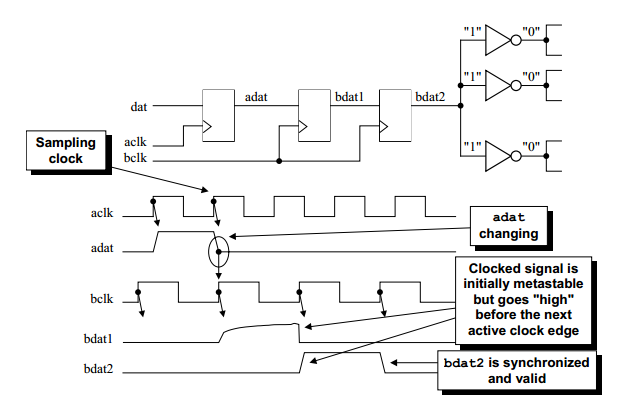 "1" "0"
adat bdat1 bdat2 "1" "0"
dat
aclk
bclk
"1" "0"
Sampling
clock
aclk
adat
changing
adat
Clocked signal is
initially metastable
but goes "high"
before the next
active clock edge
bclk
bdat1
bdat2 is synchronized
and valid
bdat2